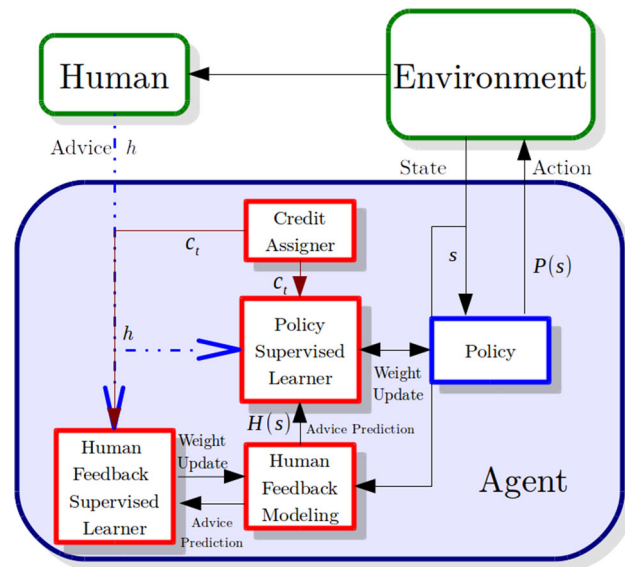 Human
Environment
Advice h
State
Action
Credit
Assigner
c_t
c_t
s
P(s)
h
Policy
Supervised
Learner
Policy
Weight
Update
H(s)
Advice Prediction
Human
Feedback
Supervised
Learner
Weight
Update
Advice
Prediction
Human
Feedback
Modeling
Agent